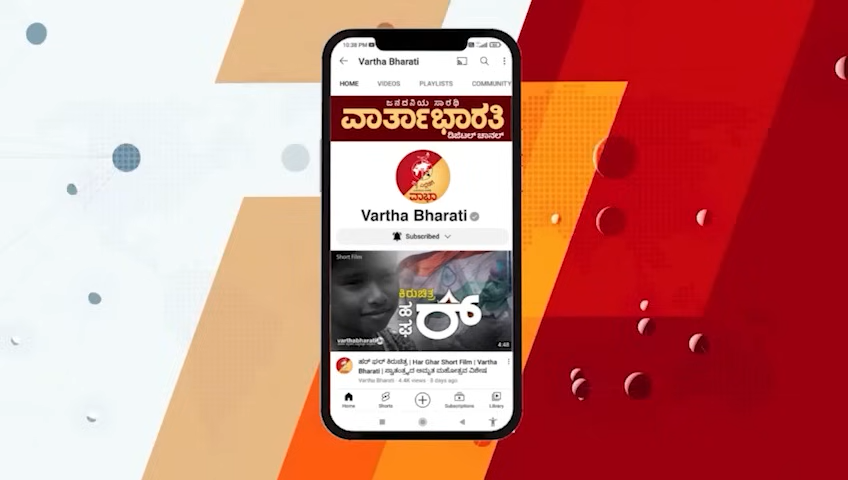 10:38 PM
Vartha Bharati
HOME VIDEOS PLAYLISTS COMMUNITY
ಜನದನಿಯ ಸಾರಥಿ
ವಾರ್ತಾಭಾರತಿ
ಡಿಜಿಟಲ್ ಚಾನಲ್
ವಾಭಾ
Vartha Bharati
Subscribed
Short Film
ಕಿರುಚಿತ್ರ
varthabharati
4:48
ಹರ್ ಘರ್ ಕಿರುಚಿತ್ರ | Har Ghar Short Film | Vartha
Bharati | ಸ್ವಾತಂತ್ರ್ಯದ ಅಮೃತ ಮಹೋತ್ಸವ ವಿಶೇಷ
Vartha Bharati · 4.4K views · 8 days ago
Home Shorts Subscriptions Library